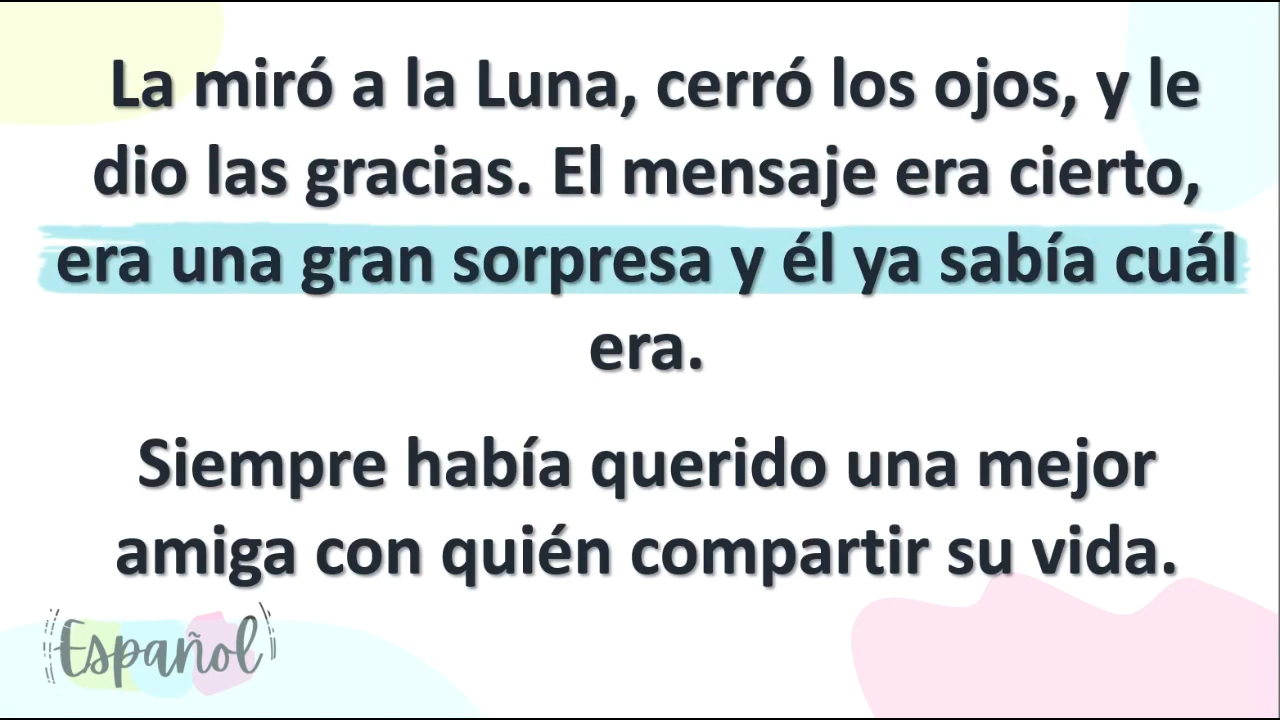 La miró a la Luna, cerró los ojos, y le
dio las gracias. El mensaje era cierto,
era una gran sorpresa y él ya sabía cuál
era.
Siempre había querido una mejor
amiga con quién compartir su vida.
Español